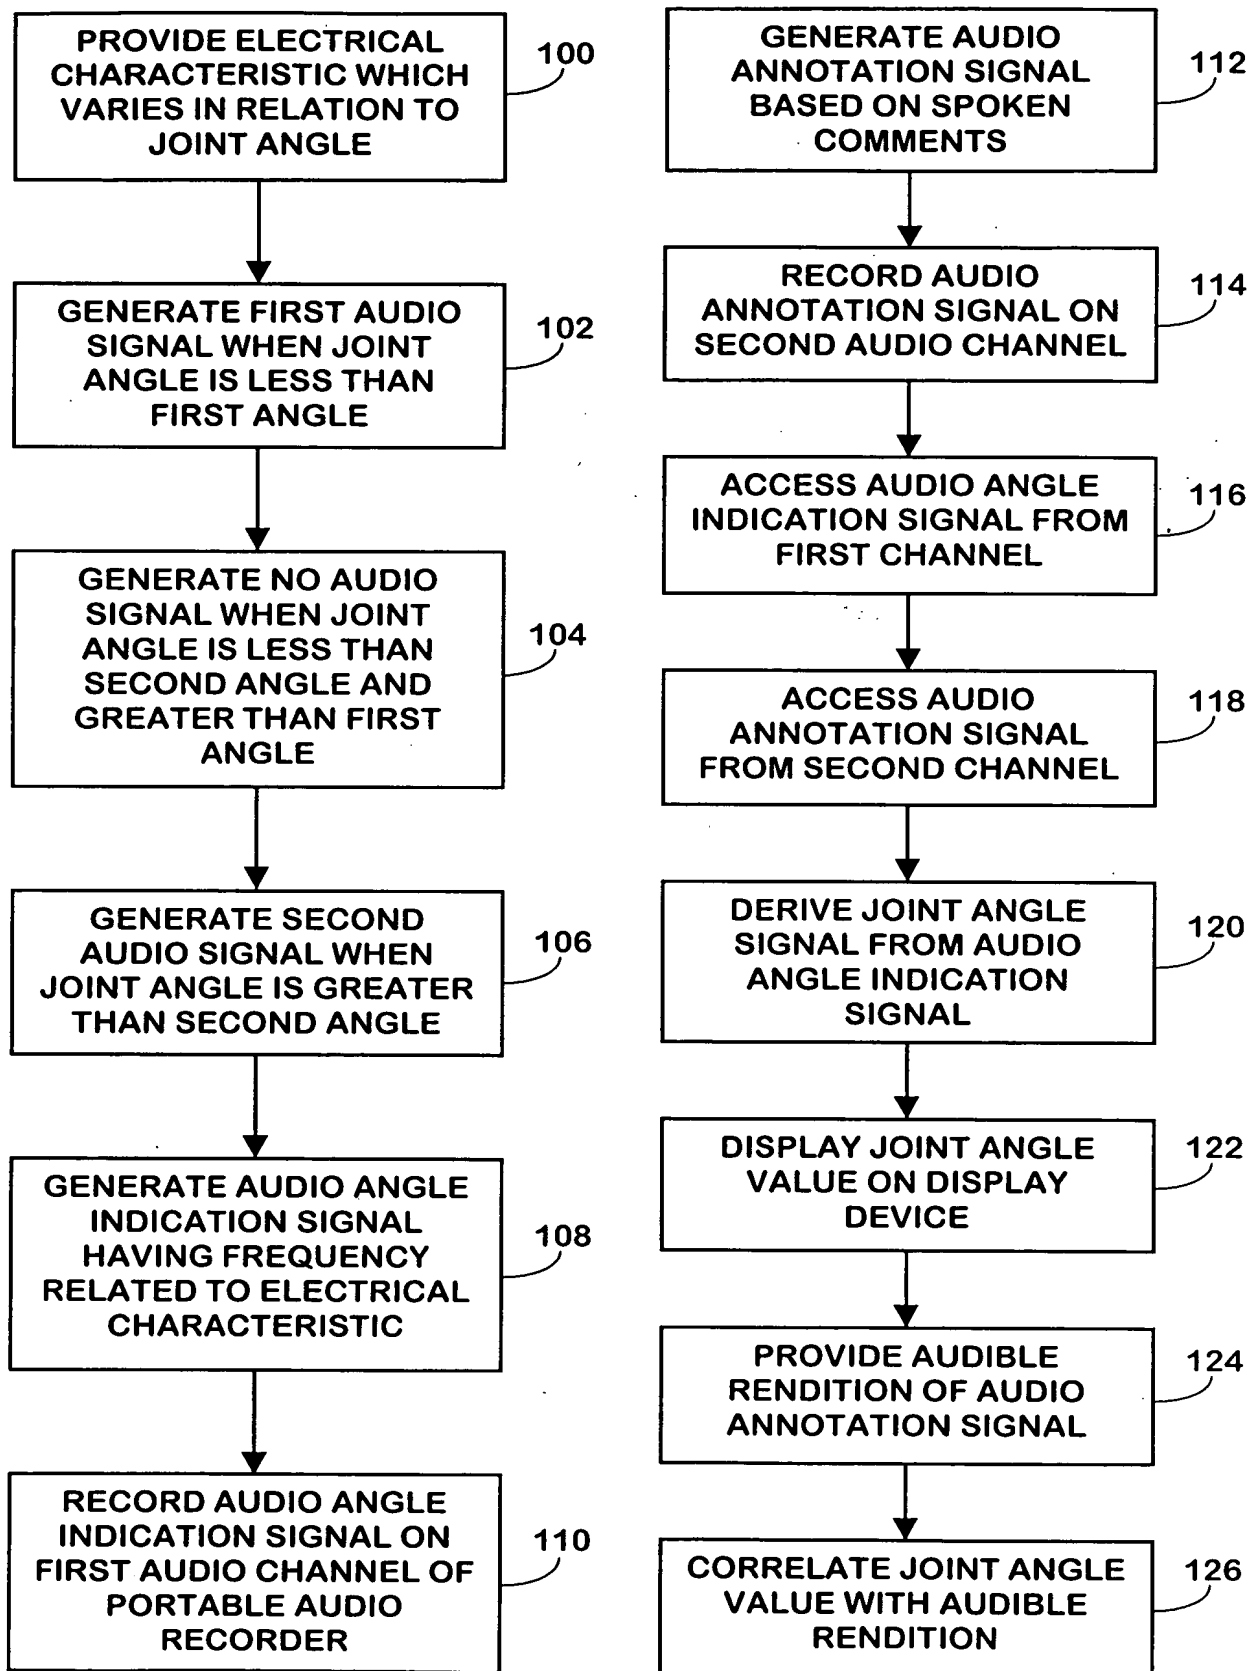 PROVIDE ELECTRICAL
CHARACTERISTIC WHICH
VARIES IN RELATION TO
JOINT ANGLE
100
GENERATE FIRST AUDIO
SIGNAL WHEN JOINT
ANGLE IS LESS THAN
FIRST ANGLE
102
GENERATE NO AUDIO
SIGNAL WHEN JOINT
ANGLE IS LESS THAN
SECOND ANGLE AND
GREATER THAN FIRST
ANGLE
104
GENERATE SECOND
AUDIO SIGNAL WHEN
JOINT ANGLE IS GREATER
THAN SECOND ANGLE
106
GENERATE AUDIO ANGLE
INDICATION SIGNAL
HAVING FREQUENCY
RELATED TO ELECTRICAL
CHARACTERISTIC
108
RECORD AUDIO ANGLE
INDICATION SIGNAL ON
FIRST AUDIO CHANNEL OF
PORTABLE AUDIO
RECORDER
110
GENERATE AUDIO
ANNOTATION SIGNAL
BASED ON SPOKEN
COMMENTS
112
RECORD AUDIO
ANNOTATION SIGNAL ON
SECOND AUDIO CHANNEL
114
ACCESS AUDIO ANGLE
INDICATION SIGNAL FROM
FIRST CHANNEL
116
ACCESS AUDIO
ANNOTATION SIGNAL
FROM SECOND CHANNEL
118
DERIVE JOINT ANGLE
SIGNAL FROM AUDIO
ANGLE INDICATION
SIGNAL
120
DISPLAY JOINT ANGLE
VALUE ON DISPLAY
DEVICE
122
PROVIDE AUDIBLE
RENDITION OF AUDIO
ANNOTATION SIGNAL
124
CORRELATE JOINT ANGLE
VALUE WITH AUDIBLE
RENDITION
126